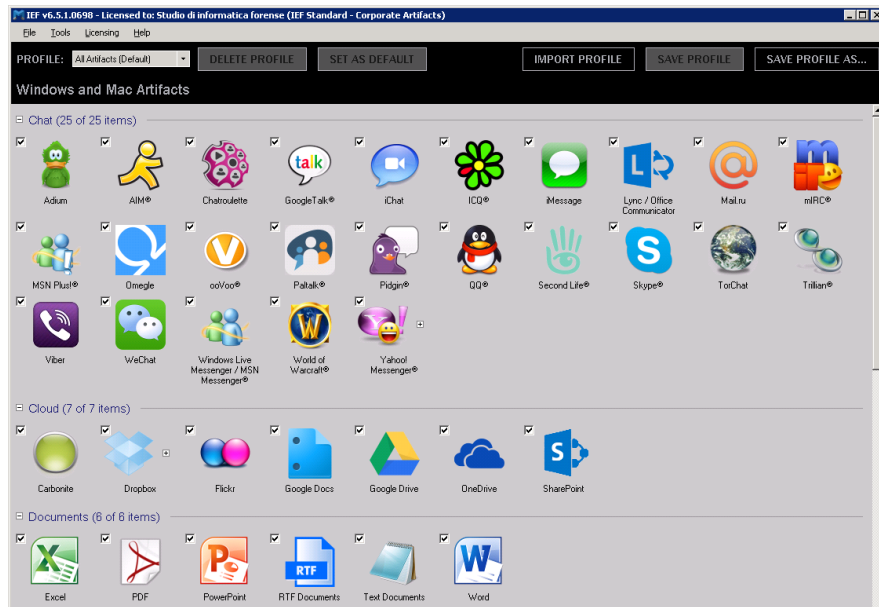 IEF v6.5.1.0698 - Licensed to: Studio di informatica forense (IEF Standard - Corporate Artifacts)
File Tools Licensing Help
PROFILE: All Artifacts (Default) DELETE PROFILE SET AS DEFAULT IMPORT PROFILE SAVE PROFILE SAVE PROFILE AS...
Windows and Mac Artifacts
Chat (25 of 25 items)
talk
L
S
Adium AIM® Chatroulette GoogleTalk® iChat ICQ® iMessage Lync / Office Communicator Mail.ru mIRC®
MSN Plus!® Omegle ooVoo® Paltalk® Pidgin® QQ® Second Life® Skype® TorChat Trillian®
Viber WeChat Windows Live Messenger / MSN Messenger® World of Warcraft® Yahoo! Messenger®
Cloud (7 of 7 items)
S
Carbonite Dropbox Flickr Google Docs Google Drive OneDrive SharePoint
Documents (6 of 6 items)
X P RTF W
Excel PDF PowerPoint RTF Documents Text Documents Word